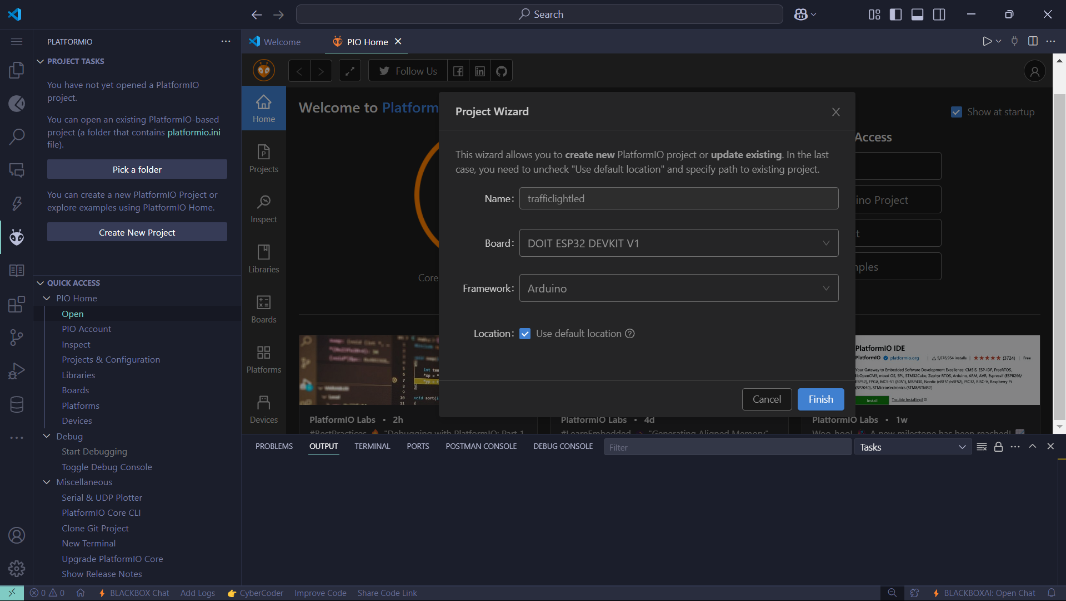 Search
PLATFORMIO
Welcome
PIO Home
PROJECT TASKS
You have not yet opened a PlatformIO
project.
You can open an existing PlatformIO-based
project (a folder that contains platformio.ini
file).
Pick a folder
You can create a new PlatformIO Project or
explore examples using PlatformIO Home.
Create New Project
QUICK ACCESS
PIO Home
Open
PIO Account
Inspect
Projects & Configuration
Libraries
Boards
Platforms
Devices
Debug
Start Debugging
Toggle Debug Console
Miscellaneous
Serial & UDP Plotter
PlatformIO Core CLI
Clone Git Project
New Terminal
Upgrade PlatformIO Core
Show Release Notes
Follow Us
Home
Projects
Inspect
Libraries
Boards
Platforms
Devices
Welcome to Platform
Show at startup
Access
ino Project
t
mples
Core
Project Wizard
This wizard allows you to create new PlatformIO project or update existing. In the last
case, you need to uncheck "Use default location" and specify path to existing project.
Name:
trafficlightled
Board:
DOIT ESP32 DEVKIT V1
Framework:
Arduino
Location:
Use default location
Cancel
Finish
PlatformIO IDE
PlatformIO Labs • 2h
PlatformIO Labs • 4d
PlatformIO Labs • 1w
PROBLEMS
OUTPUT
TERMINAL
PORTS
POSTMAN CONSOLE
DEBUG CONSOLE
Filter
Tasks
0
0
BLACKBOX Chat
Add Logs
CyberCoder
Improve Code
Share Code Link
BLACKBOXAI: Open Chat